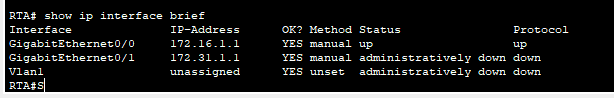 RTA# show ip interface brief
Interface IP-Address OK? Method Status Protocol
GigabitEthernet0/0 172.16.1.1 YES manual up up
GigabitEthernet0/1 172.31.1.1 YES manual administratively down down
Vlan1 unassigned YES unset administratively down down
RTA#S